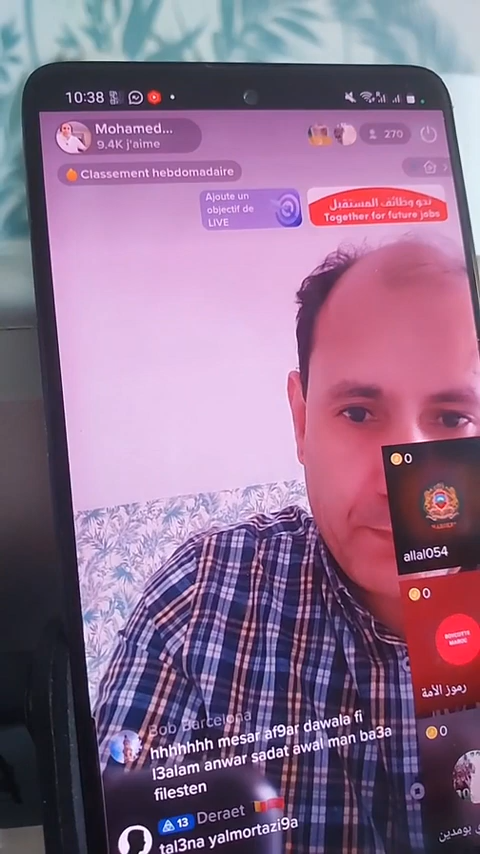 10:38
Mohamed...
9,4K j'aime
270
Classement hebdomadaire
Ajoute un
objectif de
LIVE
نحو وظائف المستقبل
Together for future jobs
0
allal054
0
رموز الأمة
0
Bob Barcelona
hhhhhhh mesar af9ar dawala fi
l3alam anwar sadat awal man ba3a
filesten
13 Deraet
tal3na yalmortazi9a
بومدين